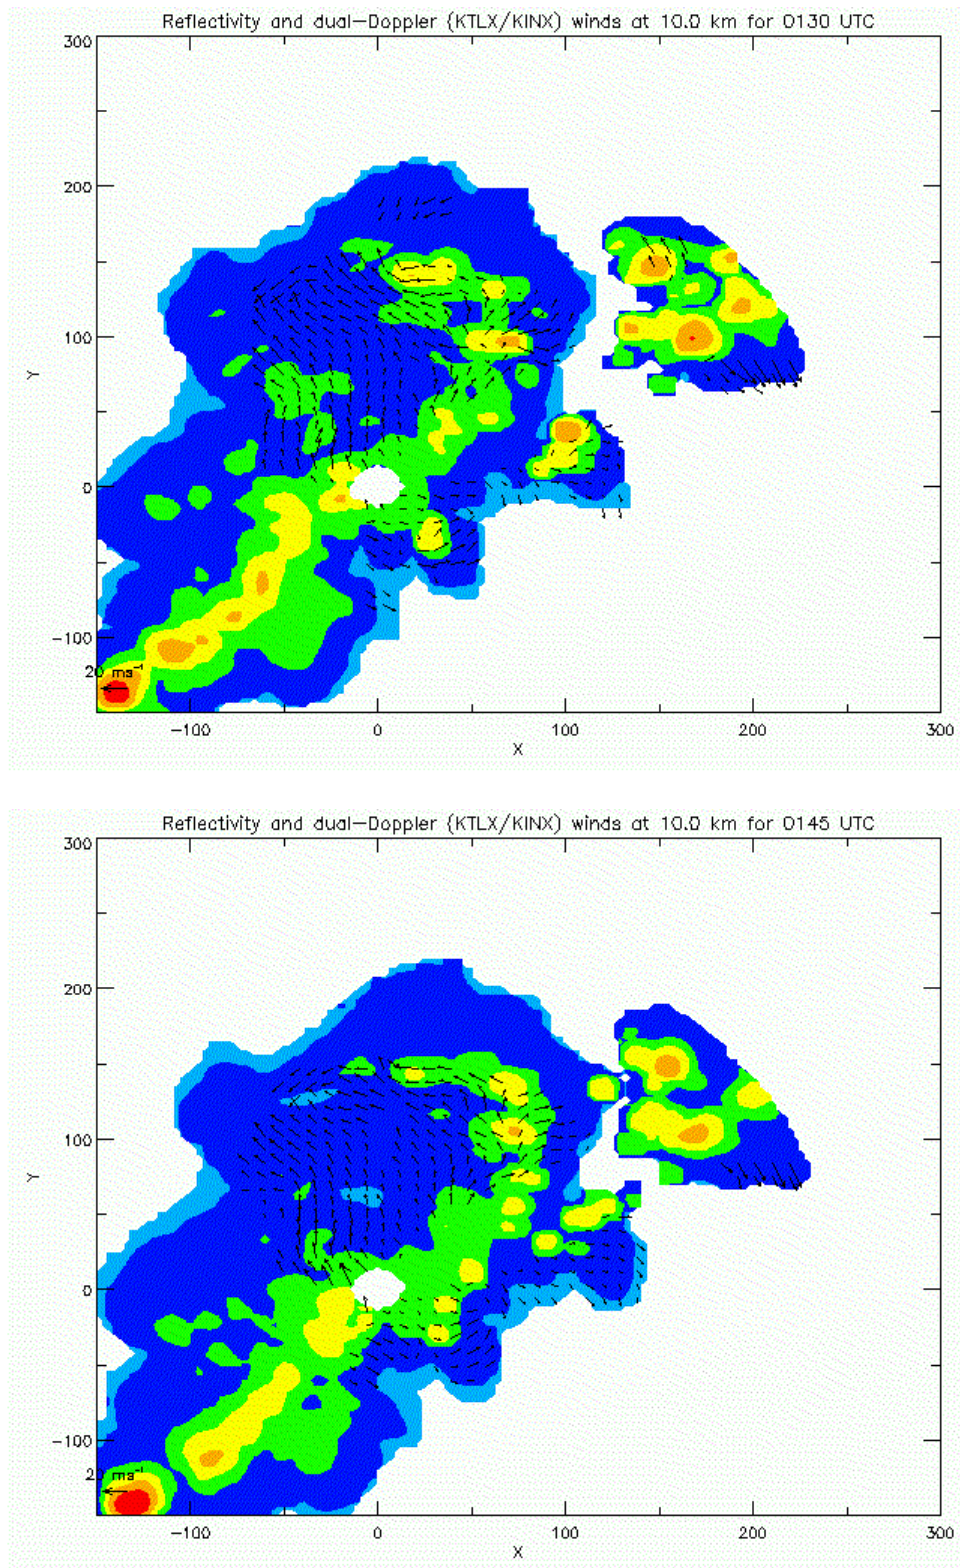 Reflectivity and dual-Doppler (KTLX/KINX) winds at 10.0 km for 0130 UTC
300
200
Y
100
0
-100
20 ms⁻¹
-100 0 100 200 300
X
Reflectivity and dual-Doppler (KTLX/KINX) winds at 10.0 km for 0145 UTC
300
200
Y
100
0
-100
20 ms⁻¹
-100 0 100 200 300
X